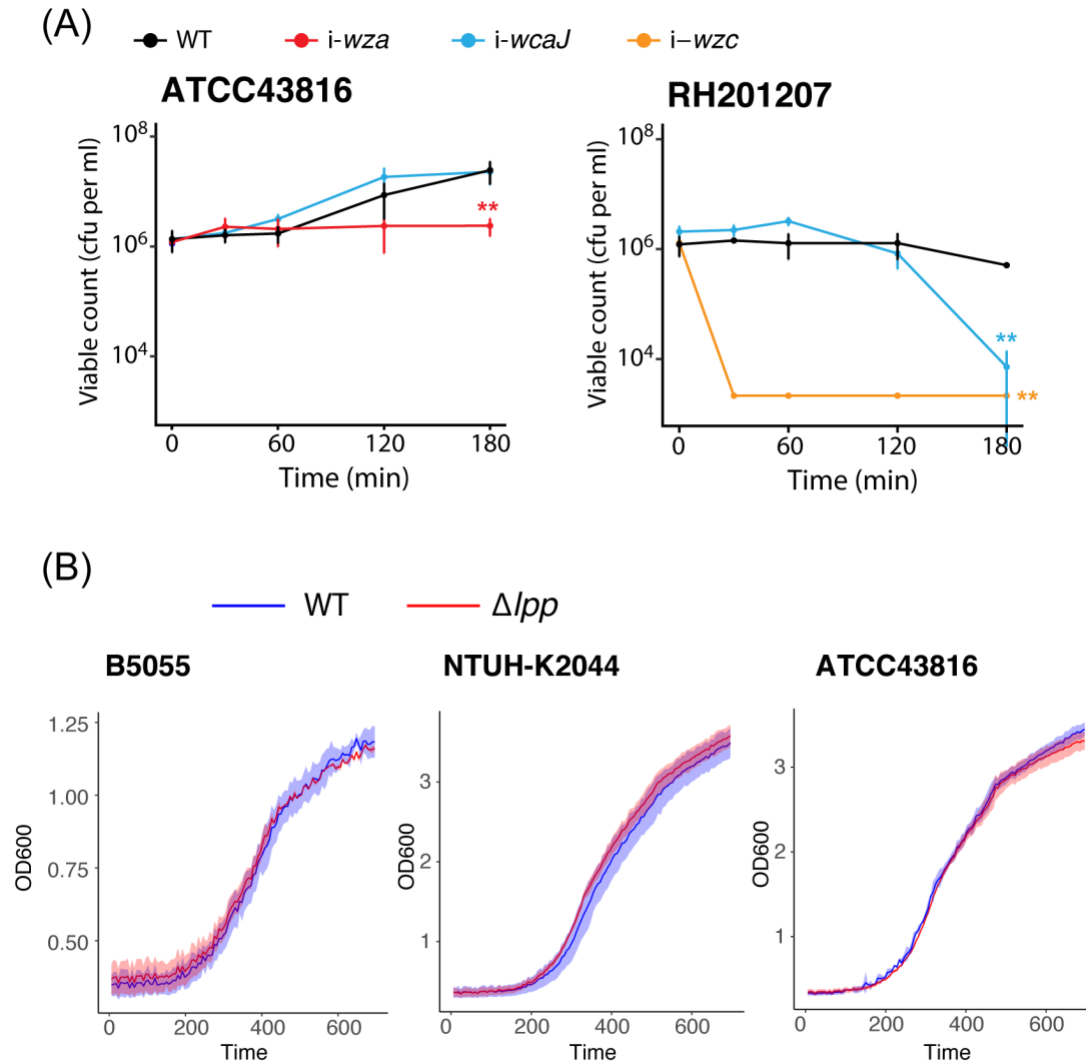 (A)
WT i-wza i-wcaJ i–wzc
ATCC43816
Viable count (cfu per ml)
10⁸
10⁶
10⁴
**
0 60 120 180
Time (min)
RH201207
Viable count (cfu per ml)
10⁸
10⁶
10⁴
**
**
0 60 120 180
Time (min)
(B)
WT Δlpp
B5055
OD600
1.25
1.00
0.75
0.50
0 200 400 600
Time
NTUH-K2044
OD600
3
2
1
0 200 400 600
Time
ATCC43816
OD600
3
2
1
0 200 400 600
Time